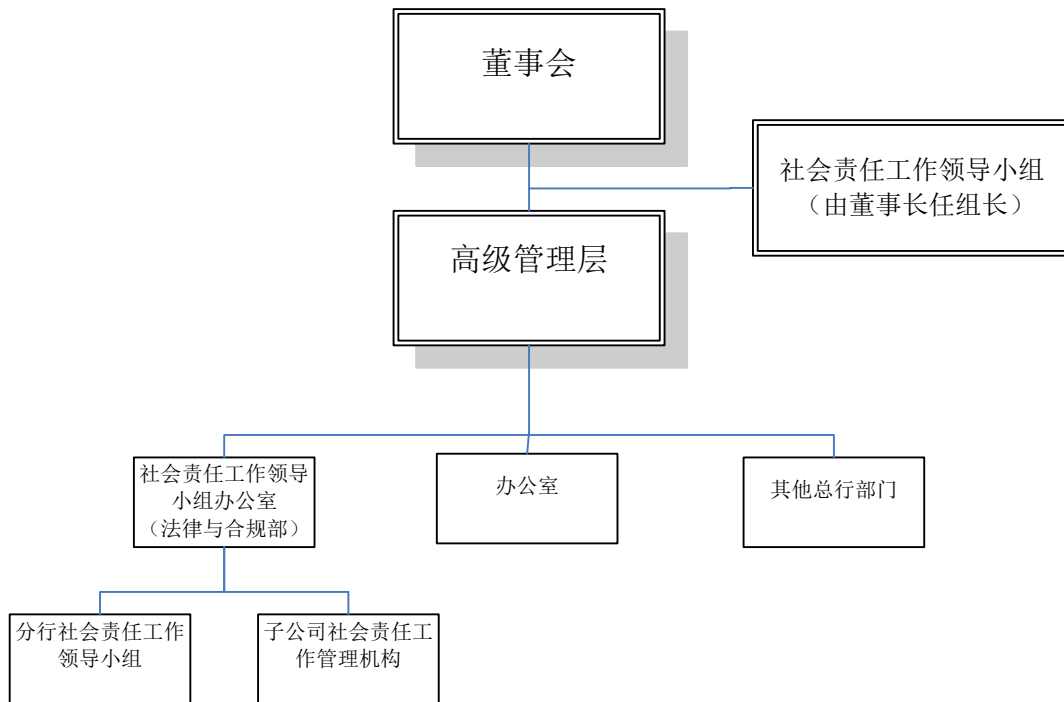 董事会
社会责任工作领导小组
（由董事长任组长）
高级管理层
社会责任工作领导
小组办公室
（法律与合规部）
办公室
其他总行部门
分行社会责任工作
领导小组
子公司社会责任工
作管理机构